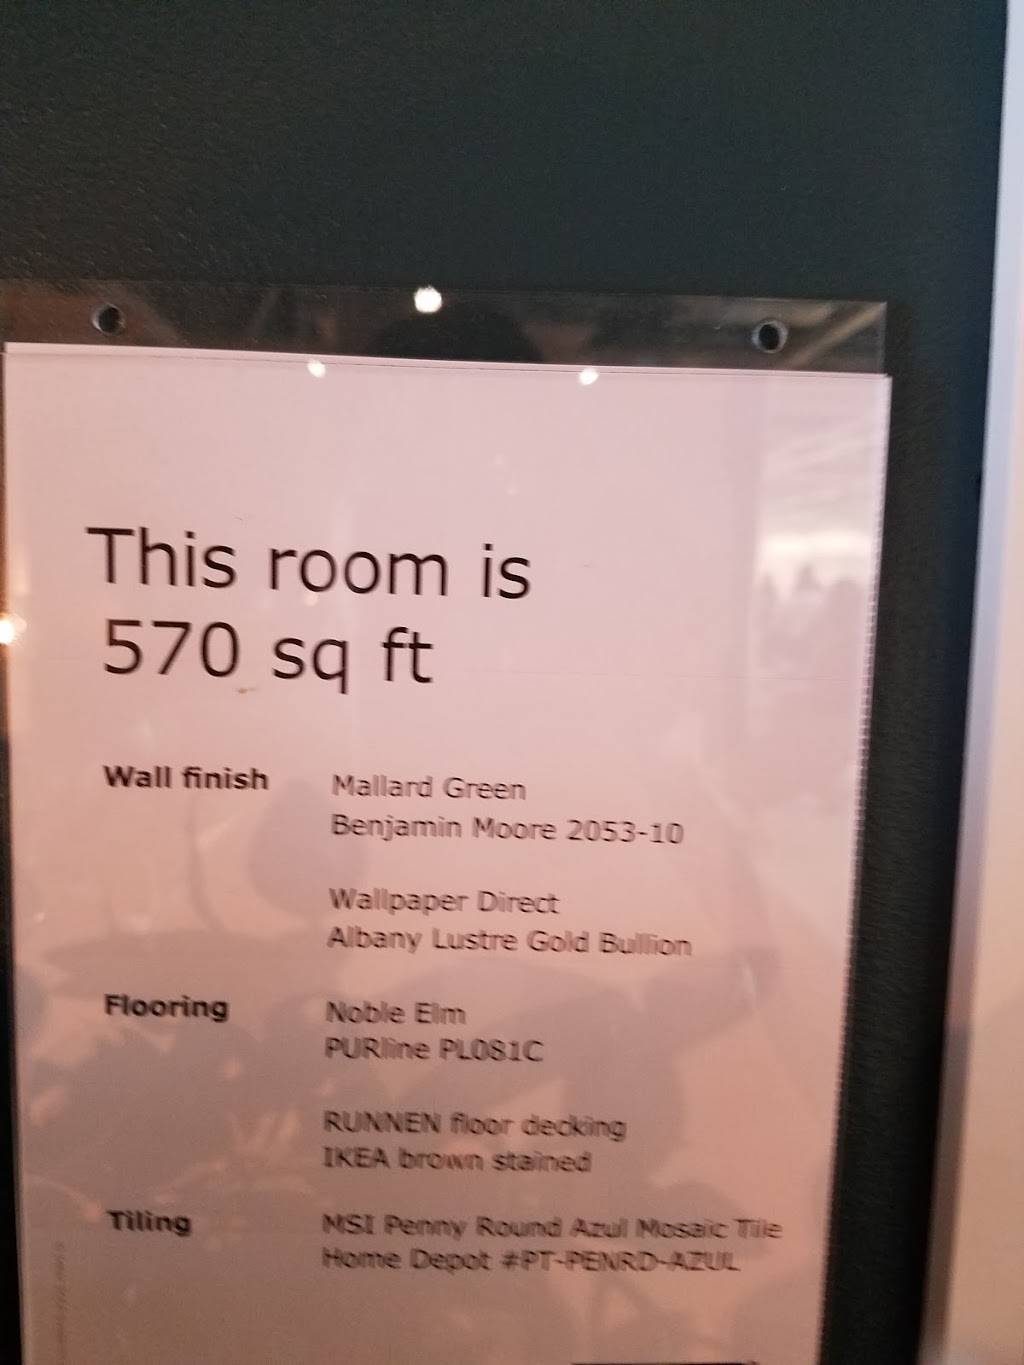 This room is
570 sq ft
Wall finish Mallard Green
Benjamin Moore 2053-10
Wallpaper Direct
Albany Lustre Gold Bullion
Flooring Noble Elm
PURline PL081C
RUNNEN floor decking
IKEA brown stained
Tiling MSI Penny Round Azul Mosaic Tile
Home Depot #PT-PENRD-AZUL